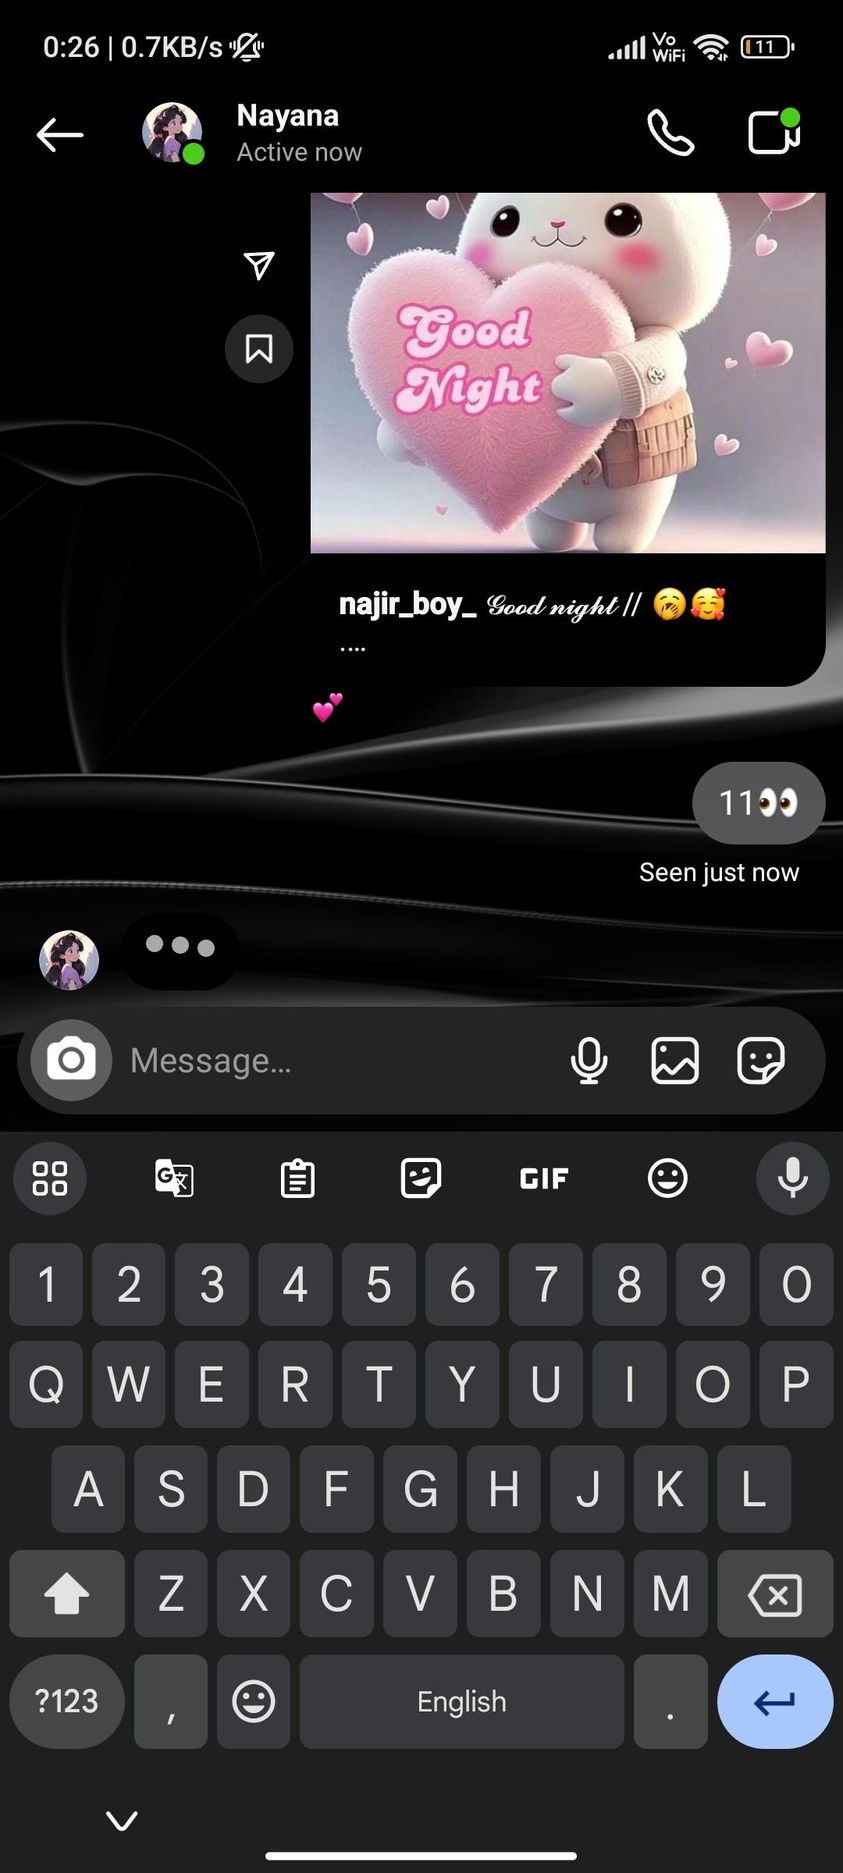 0:26 | 0.7KB/s
Vo
WiFi
11
Nayana
Active now
Good
Night
najir_boy_ 𝒢𝑜𝑜𝒹 𝓃𝒾𝑔𝒽𝓉 // 🥱🥰
....
💕
11👀
Seen just now
Message...
GIF
1 2 3 4 5 6 7 8 9 0
Q W E R T Y U I O P
A S D F G H J K L
Z X C V B N M
?123 , English .